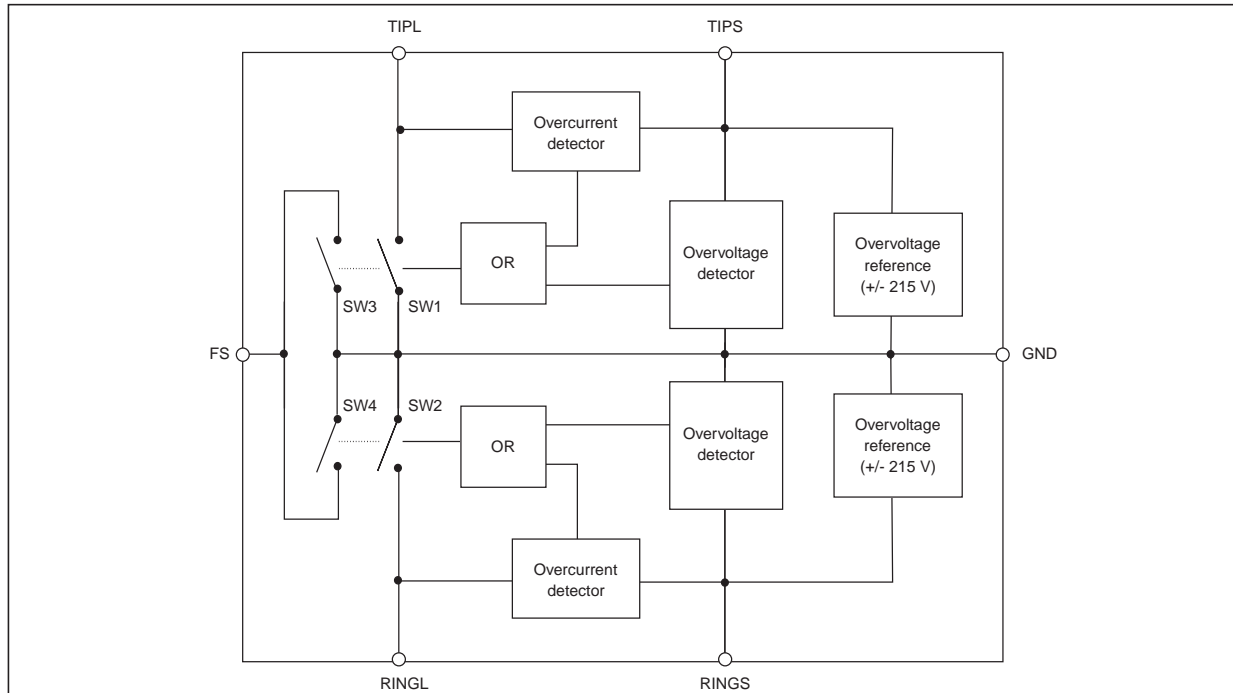 TIPL
TIPS
Overcurrent
detector
OR
Overvoltage
detector
Overvoltage
reference
(+/- 215 V)
SW3
SW1
FS
GND
SW4
SW2
OR
Overvoltage
detector
Overvoltage
reference
(+/- 215 V)
Overcurrent
detector
RINGL
RINGS